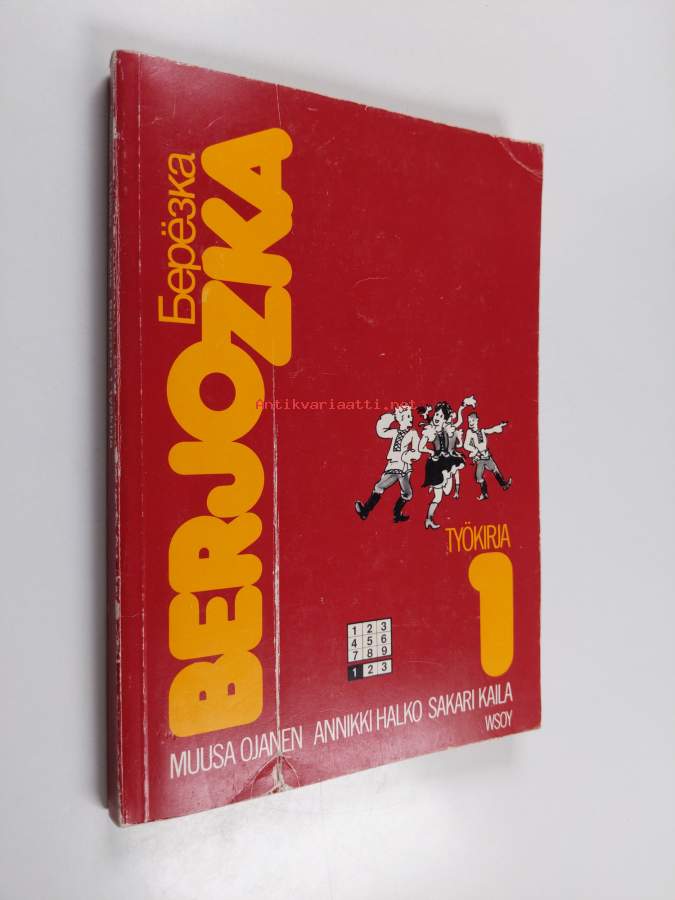 Берёзка
BERJOZKA
Antikvariaatti.net
TYÖKIRJA
1
1 2 3
4 5 6
7 8 9
1 2 3
MUUSA OJANEN ANNIKKI HALKO SAKARI KAILA
WSOY